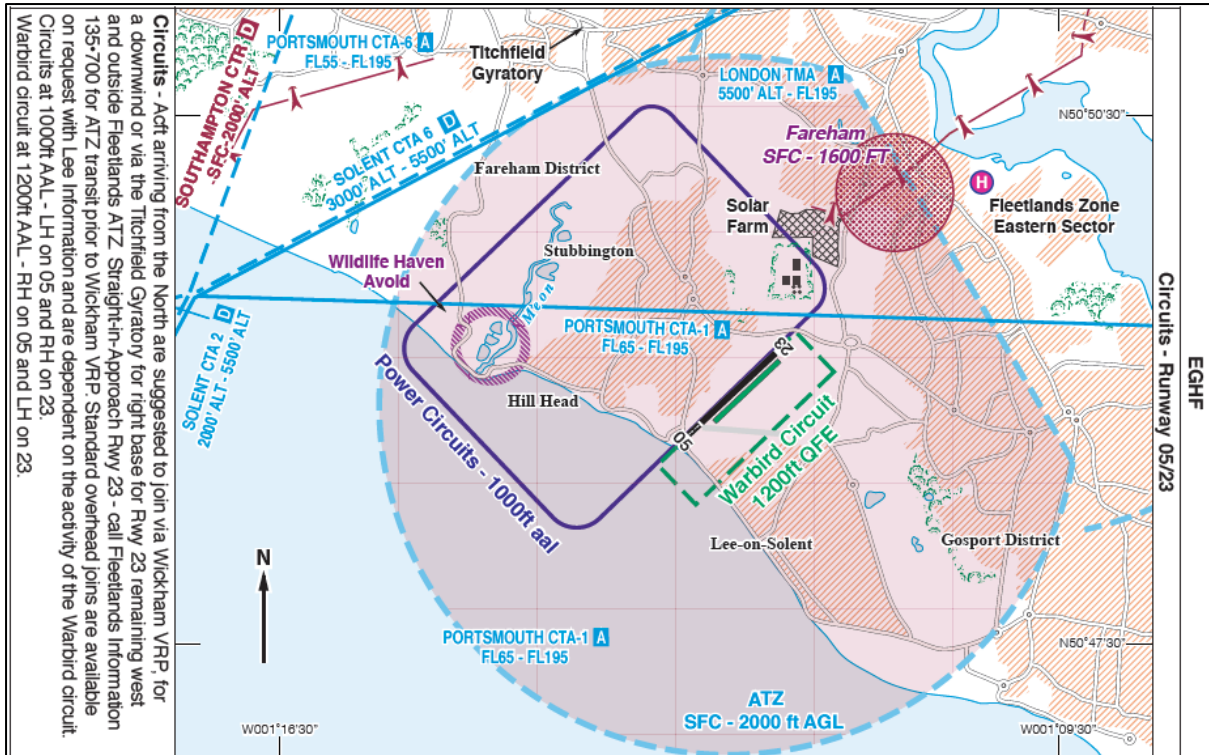 EGHF
Circuits - Runway 05/23
PORTSMOUTH CTA-6 A
FL55 - FL195
Titchfield
Gyratory
LONDON TMA A
5500' ALT - FL195
N50°50'30"
SOUTHAMPTON CTR D
SFC-2000' ALT
SOLENT CTA 6 D
3000' ALT - 5500' ALT
Fareham
SFC - 1600 FT
H
Fareham District
Solar
Farm
Fleetlands Zone
Eastern Sector
Stubbington
Wildlife Haven
Avoid
Meon
SOLENT CTA 2 D
2000' ALT - 5500' ALT
PORTSMOUTH CTA-1 A
FL65 - FL195
23
Hill Head
Power Circuits - 1000ft aal
05
Warbird Circuit
1200ft QFE
Lee-on-Solent
Gosport District
N
PORTSMOUTH CTA-1 A
FL65 - FL195
N50°47'30"
ATZ
SFC - 2000 ft AGL
W001°16'30"
W001°09'30"
Circuits - Acft arriving from the North are suggested to join via Wickham VRP, for
a downwind or via the Titchfield Gyratory for right base for Rwy 23 remaining west
and outside Fleetlands ATZ. Straight-in-Approach Rwy 23 - call Fleetlands Information
135·700 for ATZ transit prior to Wickham VRP. Standard overhead joins are available
on request with Lee Information and are dependent on the activity of the Warbird circuit.
Circuits at 1000ft AAL - LH on 05 and RH on 23.
Warbird circuit at 1200ft AAL - RH on 05 and LH on 23.